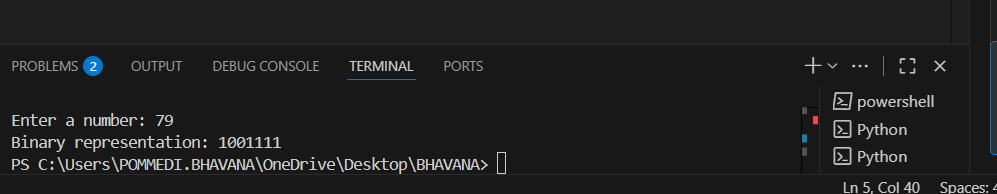 PROBLEMS 2 OUTPUT DEBUG CONSOLE TERMINAL PORTS
Enter a number: 79
Binary representation: 1001111
PS C:\Users\POMMEDI.BHAVANA\OneDrive\Desktop\BHAVANA>
powershell
Python
Python
Ln 5, Col 40 Spaces: 4